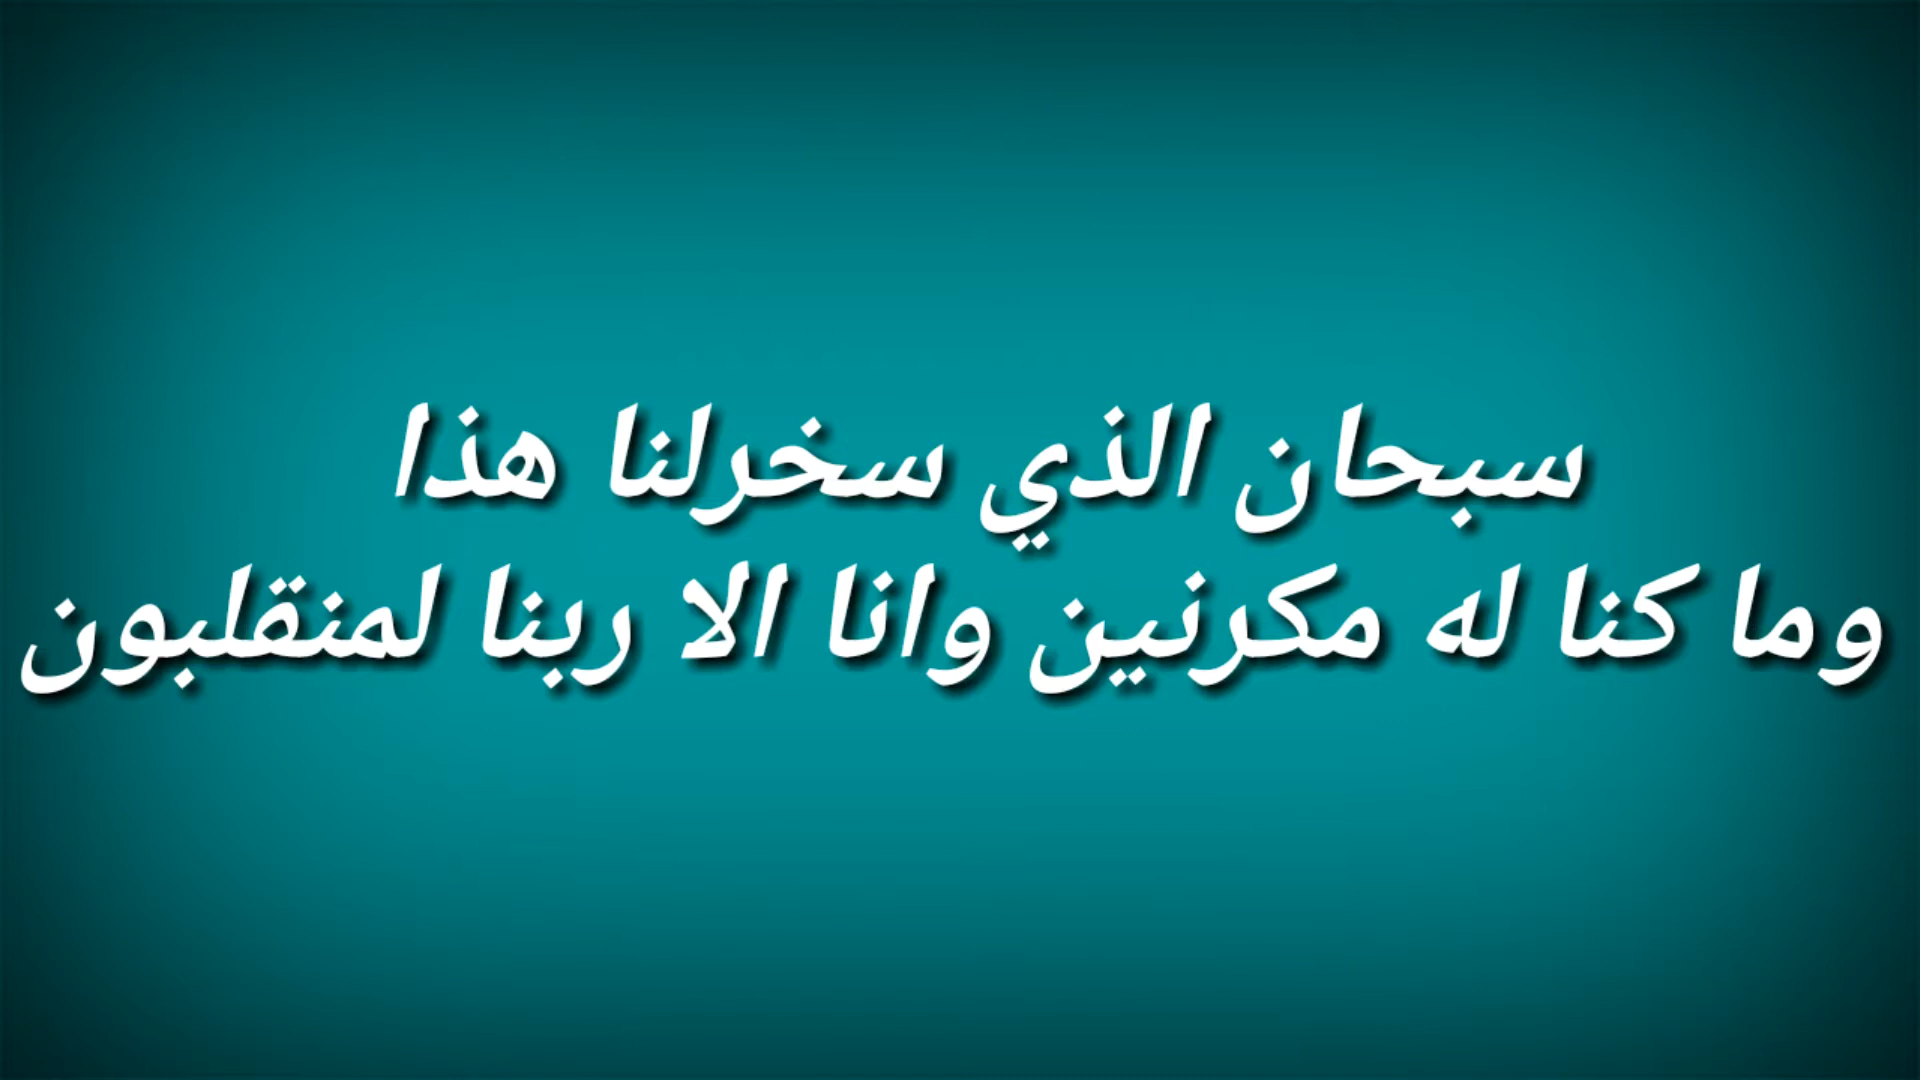 سبحان الذي سخرلنا هذا
وما كنا له مكرنين وانا الا ربنا لمنقلبون